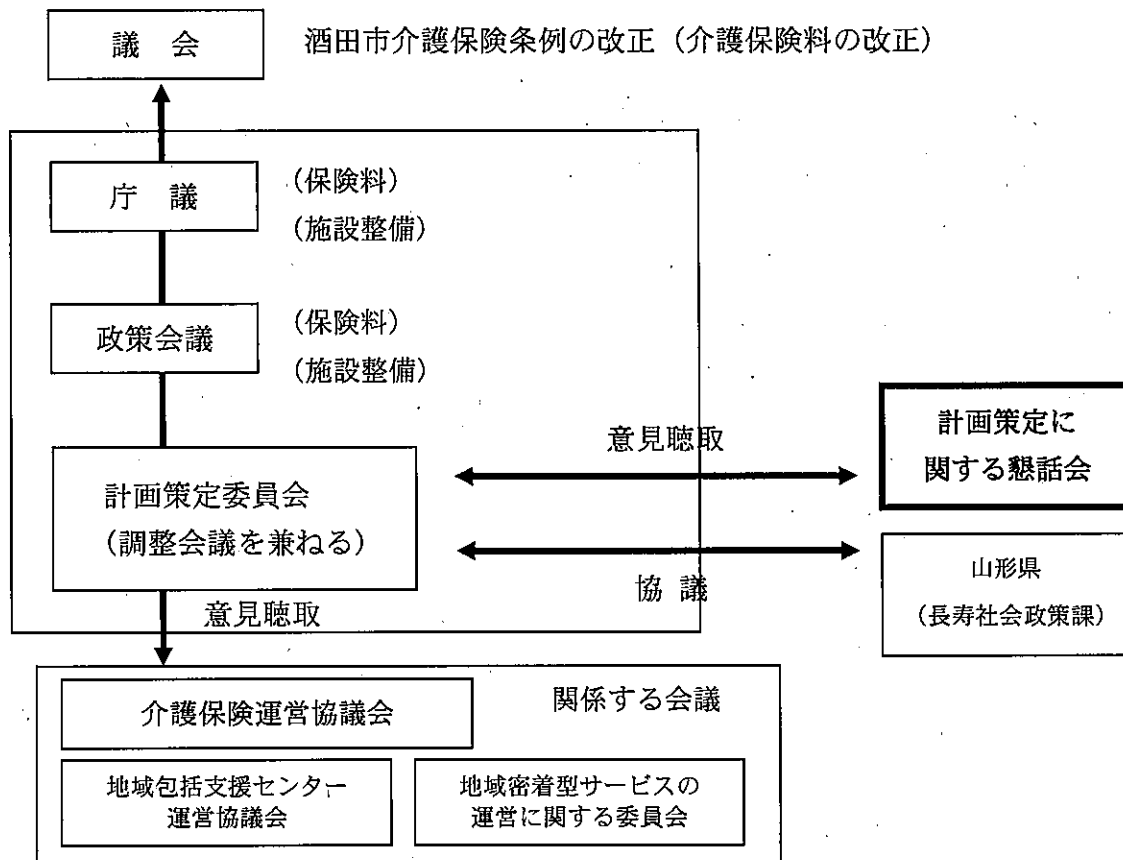 議 会
酒田市介護保険条例の改正(介護保険料の改正)
庁 議
(保険料)
(施設整備)
政策会議
(保険料)
(施設整備)
計画策定委員会
(調整会議を兼ねる)
意見聴取
計画策定に
関する懇話会
協 議
山形県
(長寿社会政策課)
意見聴取
関係する会議
介護保険運営協議会
地域包括支援センター
運営協議会
地域密着型サービスの
運営に関する委員会